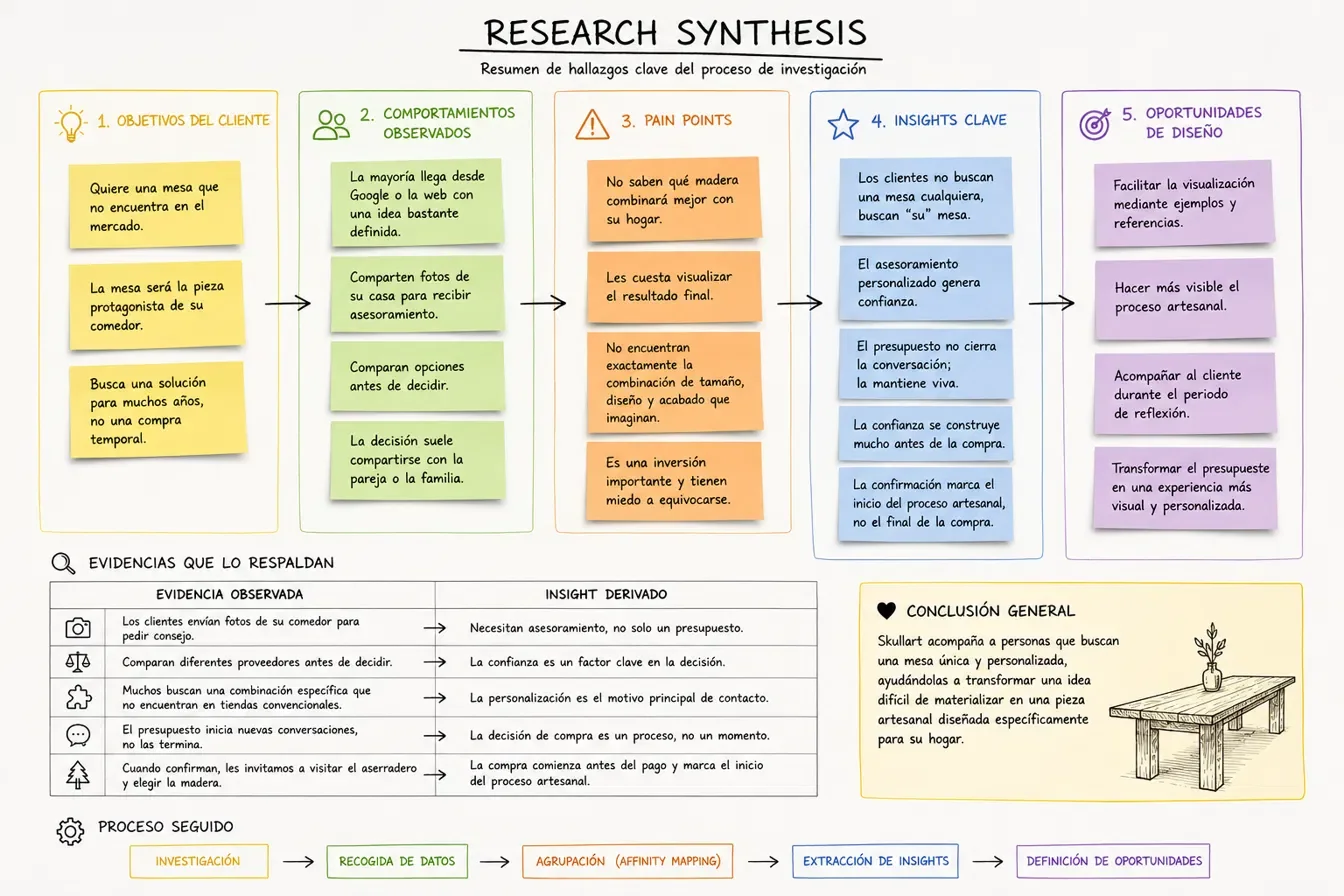 RESEARCH SYNTHESIS
Resumen de hallazgos clave del proceso de investigación
1. OBJETIVOS DEL CLIENTE
Quiere una mesa que
no encuentra en el
mercado.
La mesa será la pieza
protagonista de su
comedor.
Busca una solución
para muchos años,
no una compra
temporal.
2. COMPORTAMIENTOS
OBSERVADOS
La mayoría llega desde
Google o la web con
una idea bastante
definida.
Comparten fotos de
su casa para recibir
asesoramiento.
Comparan opciones
antes de decidir.
La decisión suele
compartirse con la
pareja o la familia.
3. PAIN POINTS
No saben qué madera
combinará mejor con
su hogar.
Les cuesta visualizar
el resultado final.
No encuentran
exactamente la
combinación de tamaño,
diseño y acabado que
imaginan.
Es una inversión
importante y tienen
miedo a equivocarse.
4. INSIGHTS CLAVE
Los clientes no buscan
una mesa cualquiera,
buscan “su” mesa.
El asesoramiento
personalizado genera
confianza.
El presupuesto no cierra
la conversación;
la mantiene viva.
La confianza se construye
mucho antes de la compra.
La confirmación marca el
inicio del proceso artesanal,
no el final de la compra.
5. OPORTUNIDADES
DE DISEÑO
Facilitar la visualización
mediante ejemplos y
referencias.
Hacer más visible el
proceso artesanal.
Acompañar al cliente
durante el periodo
de reflexión.
Transformar el presupueste
en una experiencia más
visual y personalizada.
EVIDENCIAS QUE LO RESPALDAN
EVIDENCIA OBSERVADA
INSIGHT DERIVADO
Los clientes envían fotos de su comedor para
pedir consejo.
Necesitan asesoramiento, no solo un presupuesto.
Comparan diferentes proveedores antes de decidir.
La confianza es un factor clave en la decisión.
Muchos buscan una combinación específica que
no encuentran en tiendas convencionales.
La personalización es el motivo principal de contacto.
El presupuesto inicia nuevas conversaciones,
no las termina.
La decisión de compra es un proceso, no un momento.
Cuando confirman, les invitamos a visitar el aserradero
y elegir la madera.
La compra comienza antes del pago y marca el inicio
del proceso artesanal.
CONCLUSIÓN GENERAL
Skullart acompaña a personas que buscan
una mesa única y personalizada,
ayudándolas a transformar una idea
difícil de materializar en una pieza
artesanal diseñada específicamente
para su hogar.
PROCESO SEGUIDO
INVESTIGACIÓN
RECOGIDA DE DATOS
AGRUPACIÓN (AFFINITY MAPPING)
EXTRACCIÓN DE INSIGHTS
DEFINICIÓN DE OPORTUNIDADES